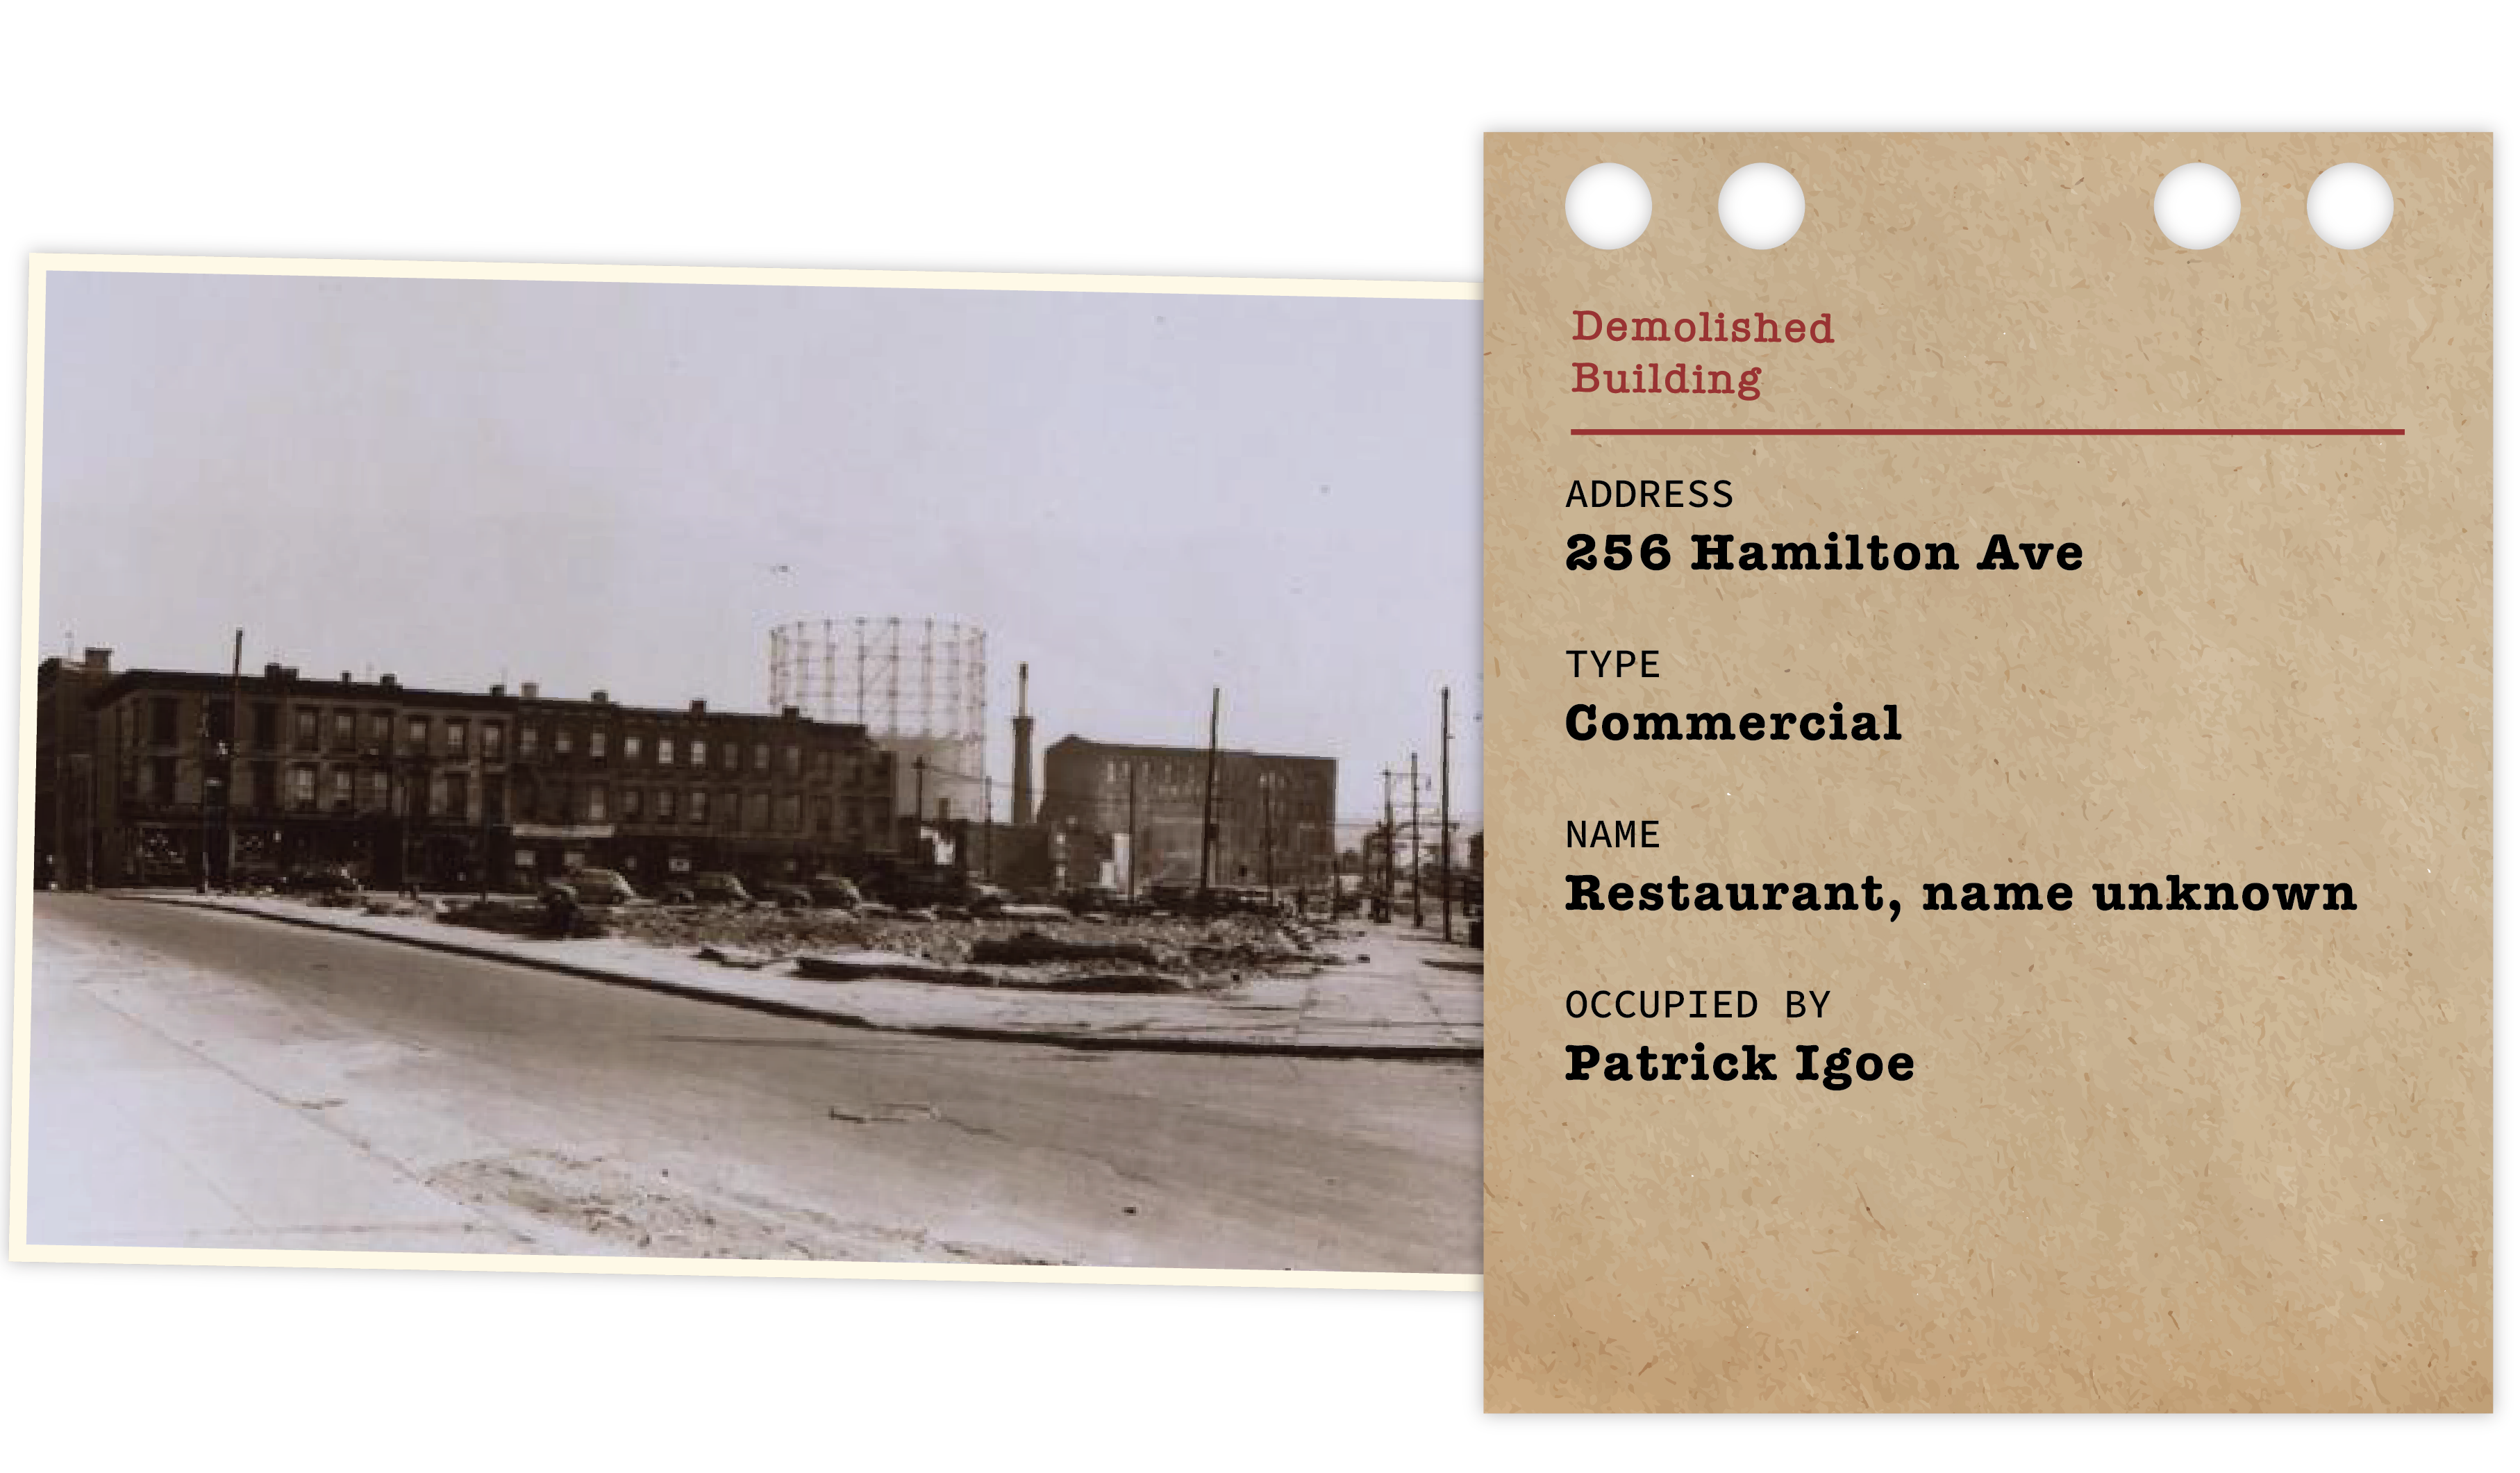 Demolished
Building
ADDRESS
256 Hamilton Ave
TYPE
Commercial
NAME
Restaurant, name unknown
OCCUPIED BY
Patrick Igoe